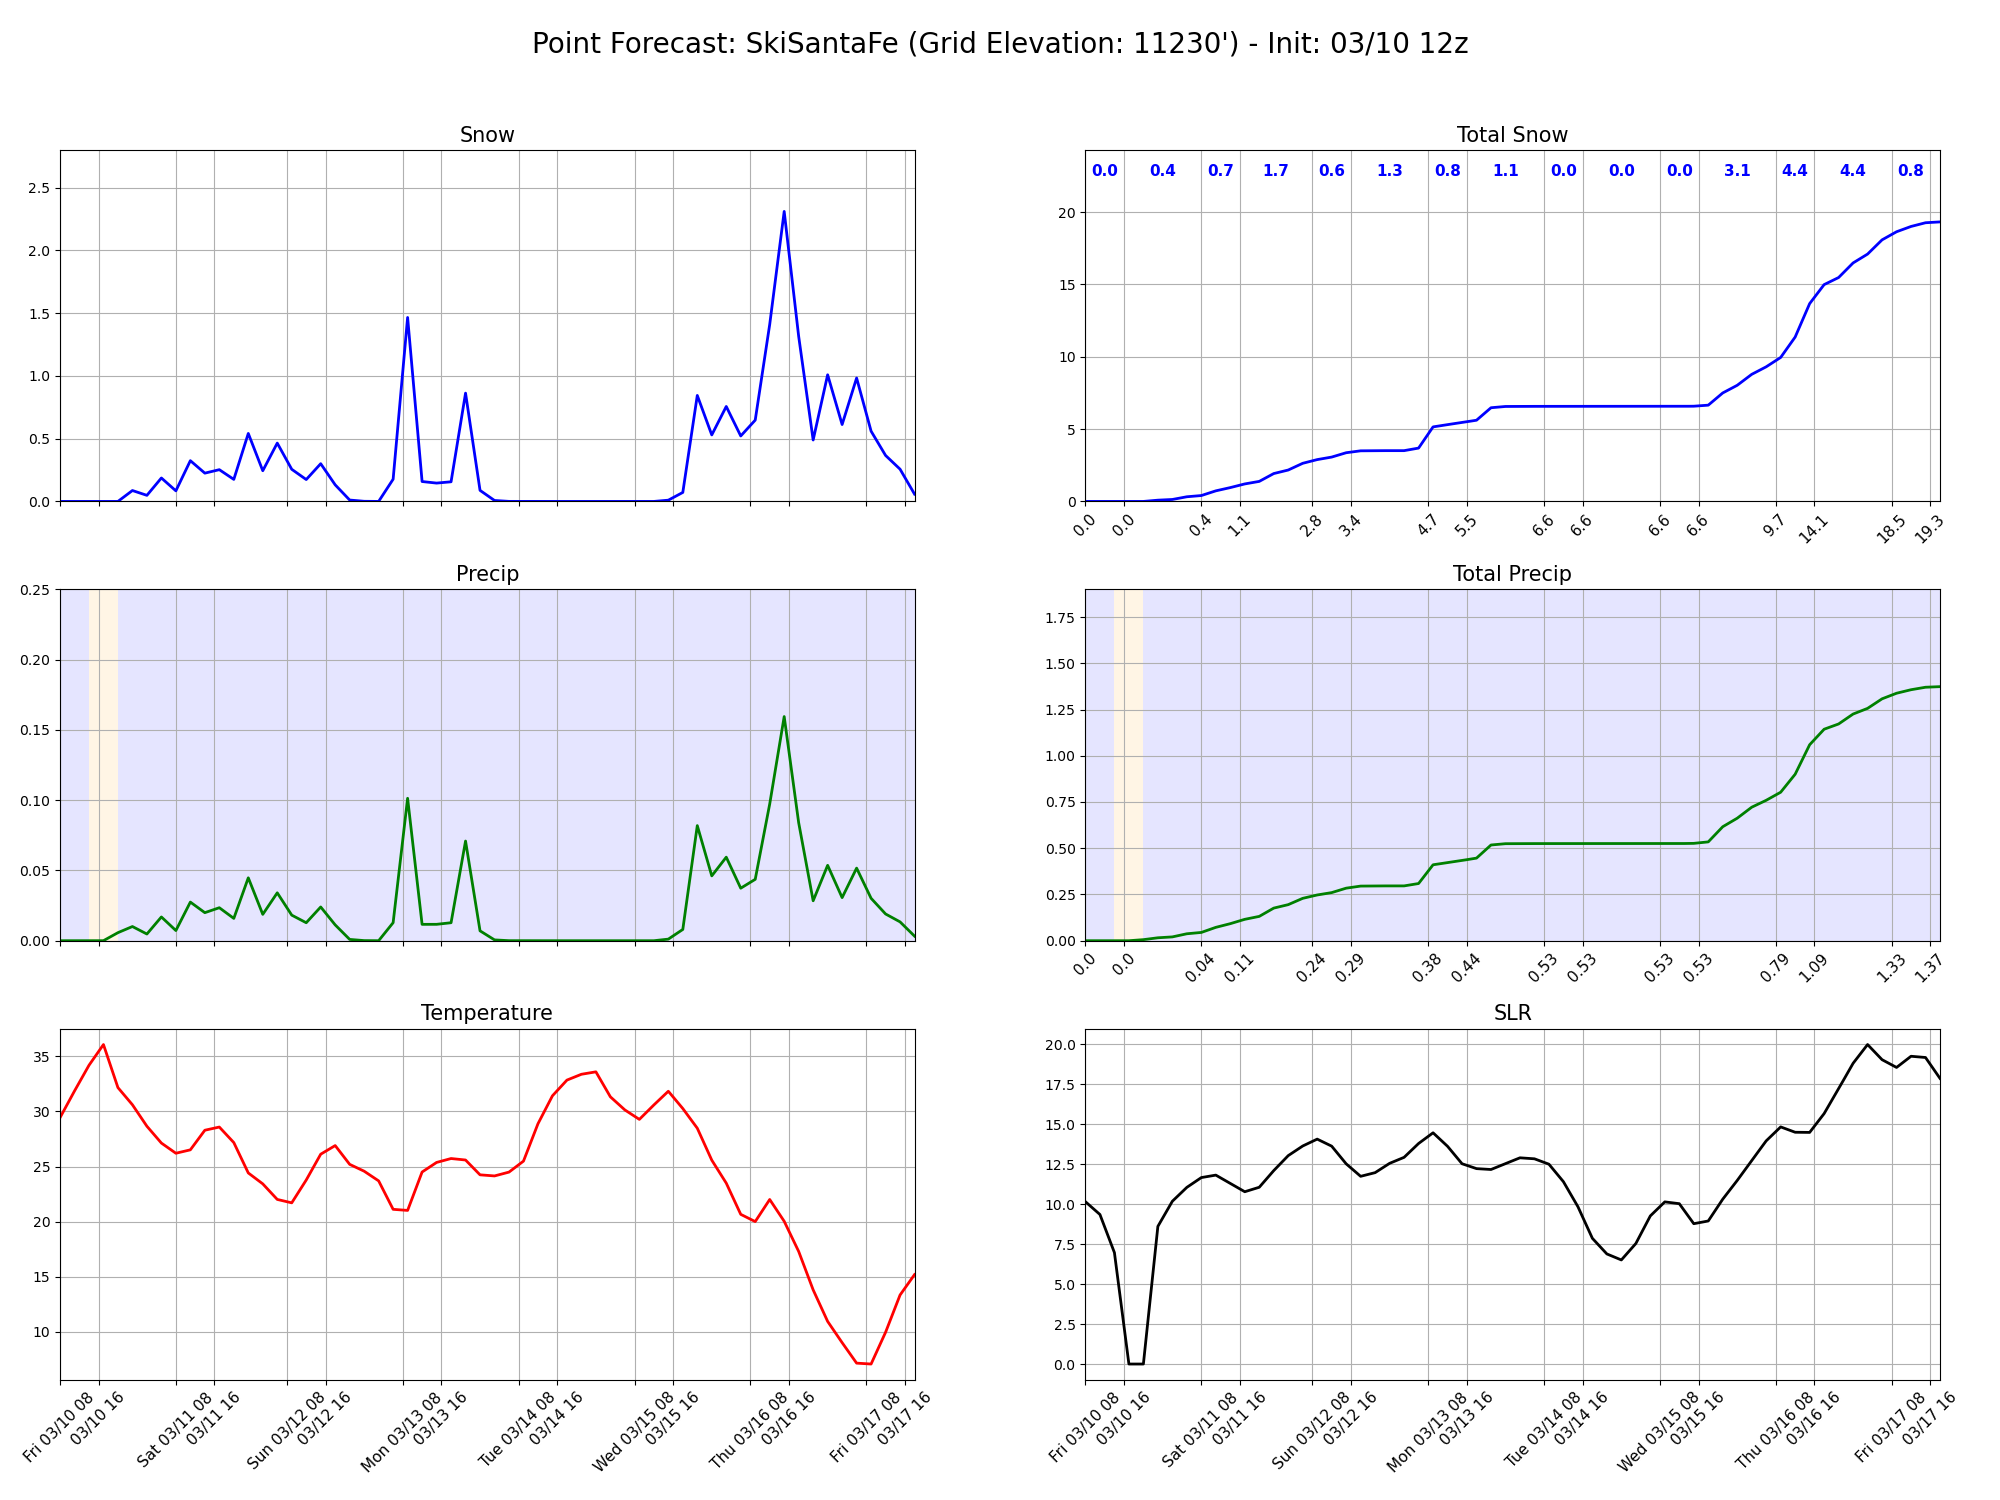 Point Forecast: SkiSantaFe (Grid Elevation: 11230') - Init: 03/10 12z
Snow
2.5
2.0
1.5
1.0
0.5
0.0
Total Snow
0.0 0.4 0.7 1.7 0.6 1.3 0.8 1.1 0.0 0.0 0.0 3.1 4.4 4.4 0.8
20
15
10
5
0
0.0 0.0 0.4 1.1 2.8 3.4 4.7 5.5 6.6 6.6 6.6 6.6 9.7 14.1 18.5 19.3
Precip
0.25
0.20
0.15
0.10
0.05
0.00
Total Precip
1.75
1.50
1.25
1.00
0.75
0.50
0.25
0.00
0.0 0.0 0.04 0.11 0.24 0.29 0.38 0.44 0.53 0.53 0.53 0.53 0.79 1.09 1.33 1.37
Temperature
35
30
25
20
15
10
Fri 03/10 08
03/10 16
Sat 03/11 08
03/11 16
Sun 03/12 08
03/12 16
Mon 03/13 08
03/13 16
Tue 03/14 08
03/14 16
Wed 03/15 08
03/15 16
Thu 03/16 08
03/16 16
Fri 03/17 08
03/17 16
SLR
20.0
17.5
15.0
12.5
10.0
7.5
5.0
2.5
0.0
Fri 03/10 08
03/10 16
Sat 03/11 08
03/11 16
Sun 03/12 08
03/12 16
Mon 03/13 08
03/13 16
Tue 03/14 08
03/14 16
Wed 03/15 08
03/15 16
Thu 03/16 08
03/16 16
Fri 03/17 08
03/17 16